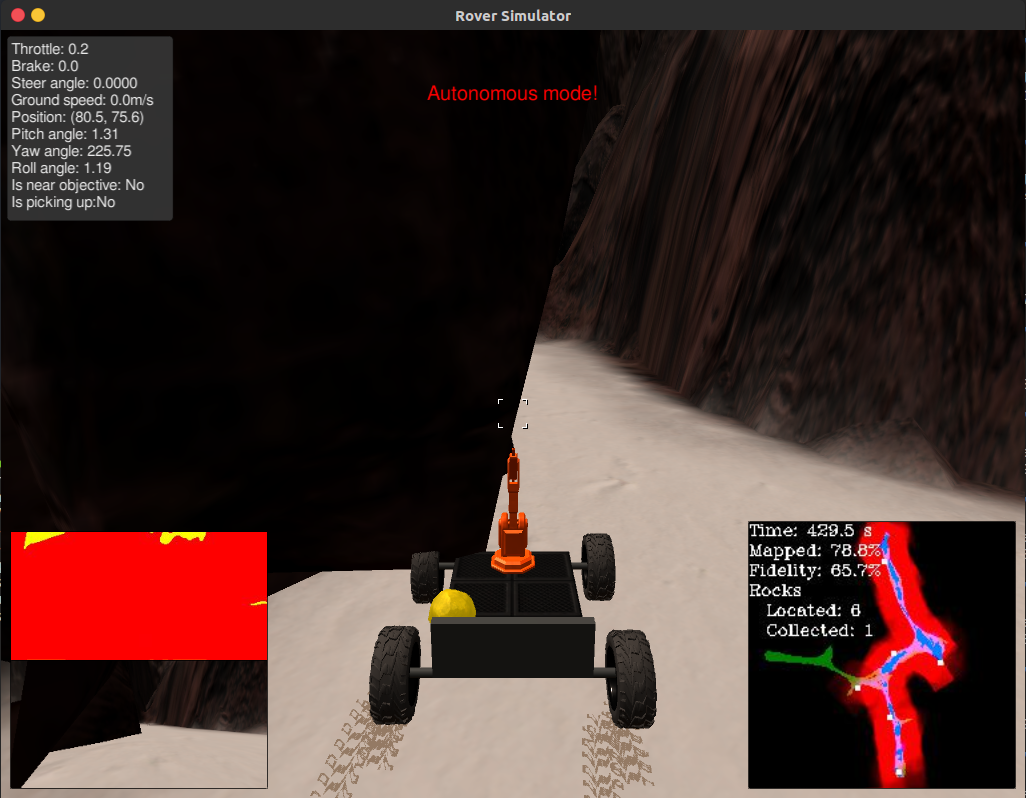 Rover Simulator
Throttle: 0.2
Brake: 0.0
Steer angle: 0.0000
Ground speed: 0.0m/s
Position: (80.5, 75.6)
Pitch angle: 1.31
Yaw angle: 225.75
Roll angle: 1.19
Is near objective: No
Is picking up:No
Autonomous mode!
Time: 429.5 s
Mapped: 78.8%
Fidelity: 65.7%
Rocks
Located: 6
Collected: 1